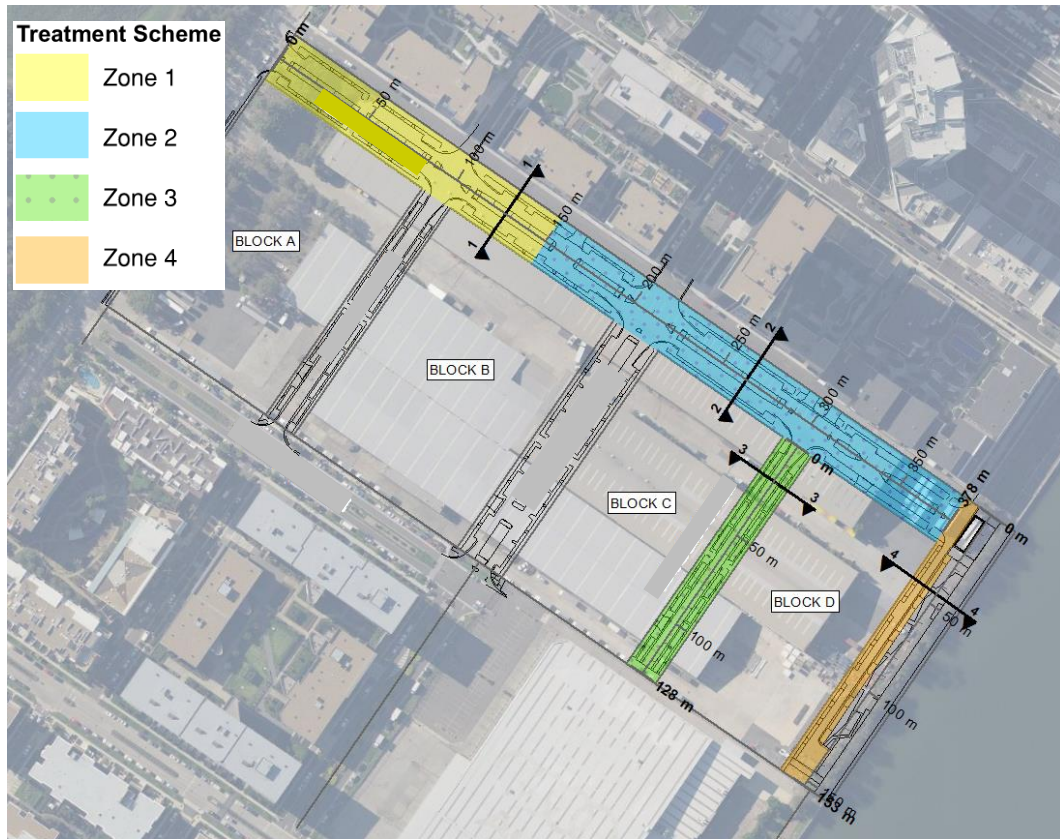 Treatment Scheme
Zone 1
Zone 2
Zone 3
Zone 4
0 m
50 m
100 m
1
1
150 m
200 m
250 m
2
2
300 m
350 m
378 m
BLOCK A
BLOCK B
BLOCK C
BLOCK D
3
3
0 m
50 m
100 m
128 m
0 m
4
4
50 m
100 m
150 m
153 m